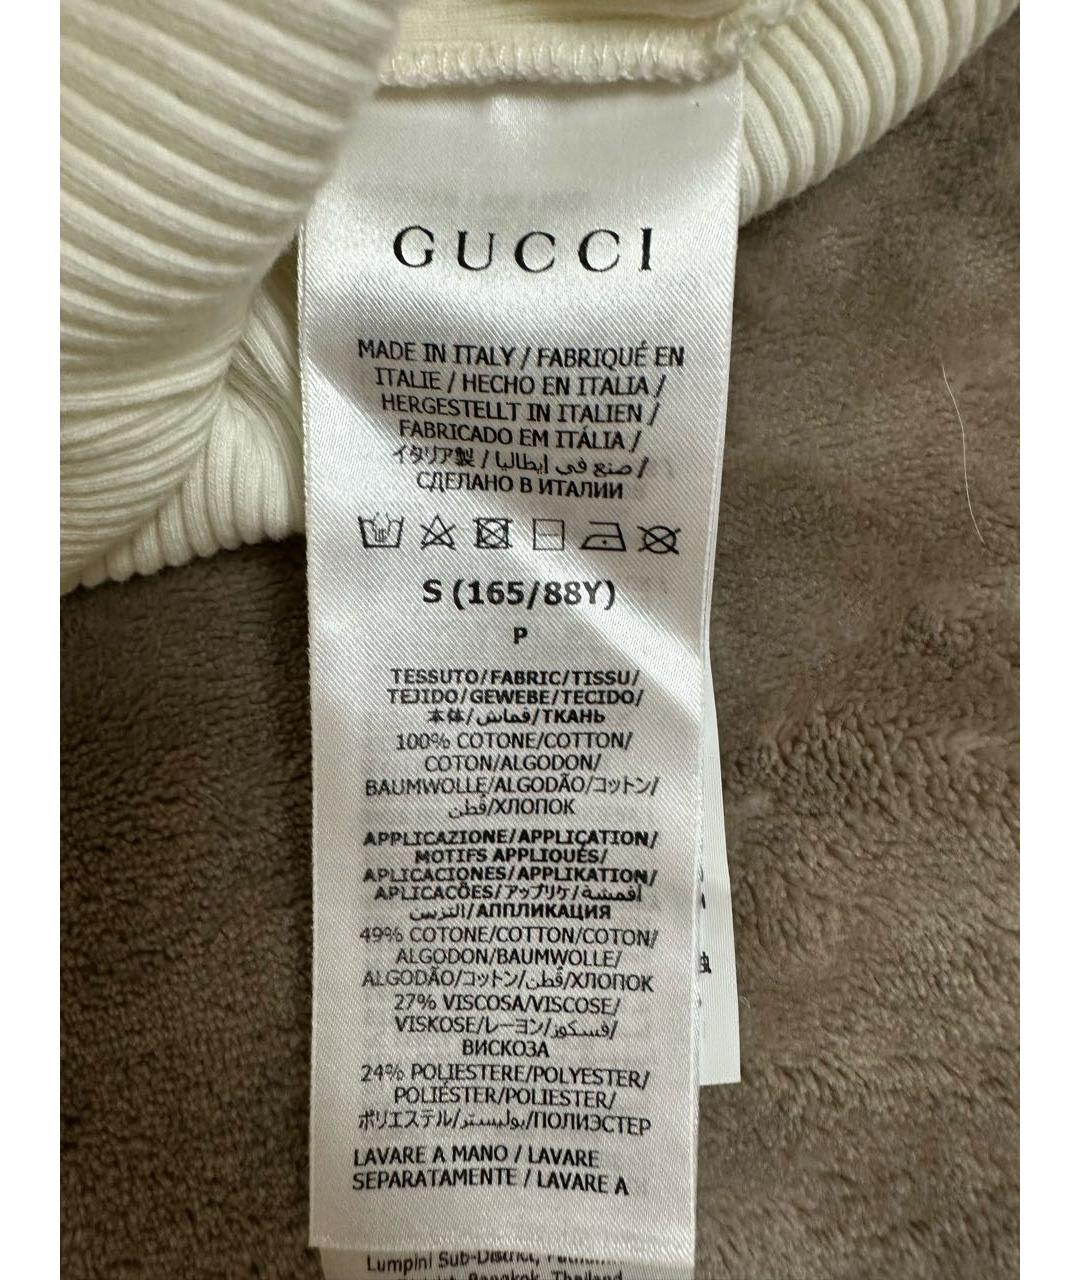 GUCCI
MADE IN ITALY / FABRIQUÉ EN
ITALIE / HECHO EN ITALIA /
HERGESTELLT IN ITALIEN /
FABRICADO EM ITÁLIA /
イタリア製 / صنع في إيطاليا /
СДЕЛАНО В ИТАЛИИ
S (165/88Y)
P
TESSUTO/FABRIC/TISSU/
TEJIDO/GEWEBE/TECIDO/
本体/قماش/ТКАНЬ
100% COTONE/COTTON/
COTON/ALGODON/
BAUMWOLLE/ALGODÃO/コットン/
قطن/ХЛОПОК
APPLICAZIONE/APPLICATION/
MOTIFS APPLIQUÉS/
APLICACIONES/APPLIKATION/
APLICAÇÕES/アップリケ/أقمشة
التزيين/АППЛИКАЦИЯ
49% COTONE/COTTON/COTON/
ALGODON/BAUMWOLLE/
ALGODÃO/コットン/قطن/ХЛОПОК
27% VISCOSA/VISCOSE/
VISKOSE/レーヨン/فسكوز/
ВИСКОЗА
24% POLIESTERE/POLYESTER/
POLIÉSTER/POLIESTER/
ポリエステル/بوليستر/ПОЛИЭСТЕР
LAVARE A MANO / LAVARE
SEPARATAMENTE / LAVARE A
Lumpini Sub-District,
Bangkok, Thailand